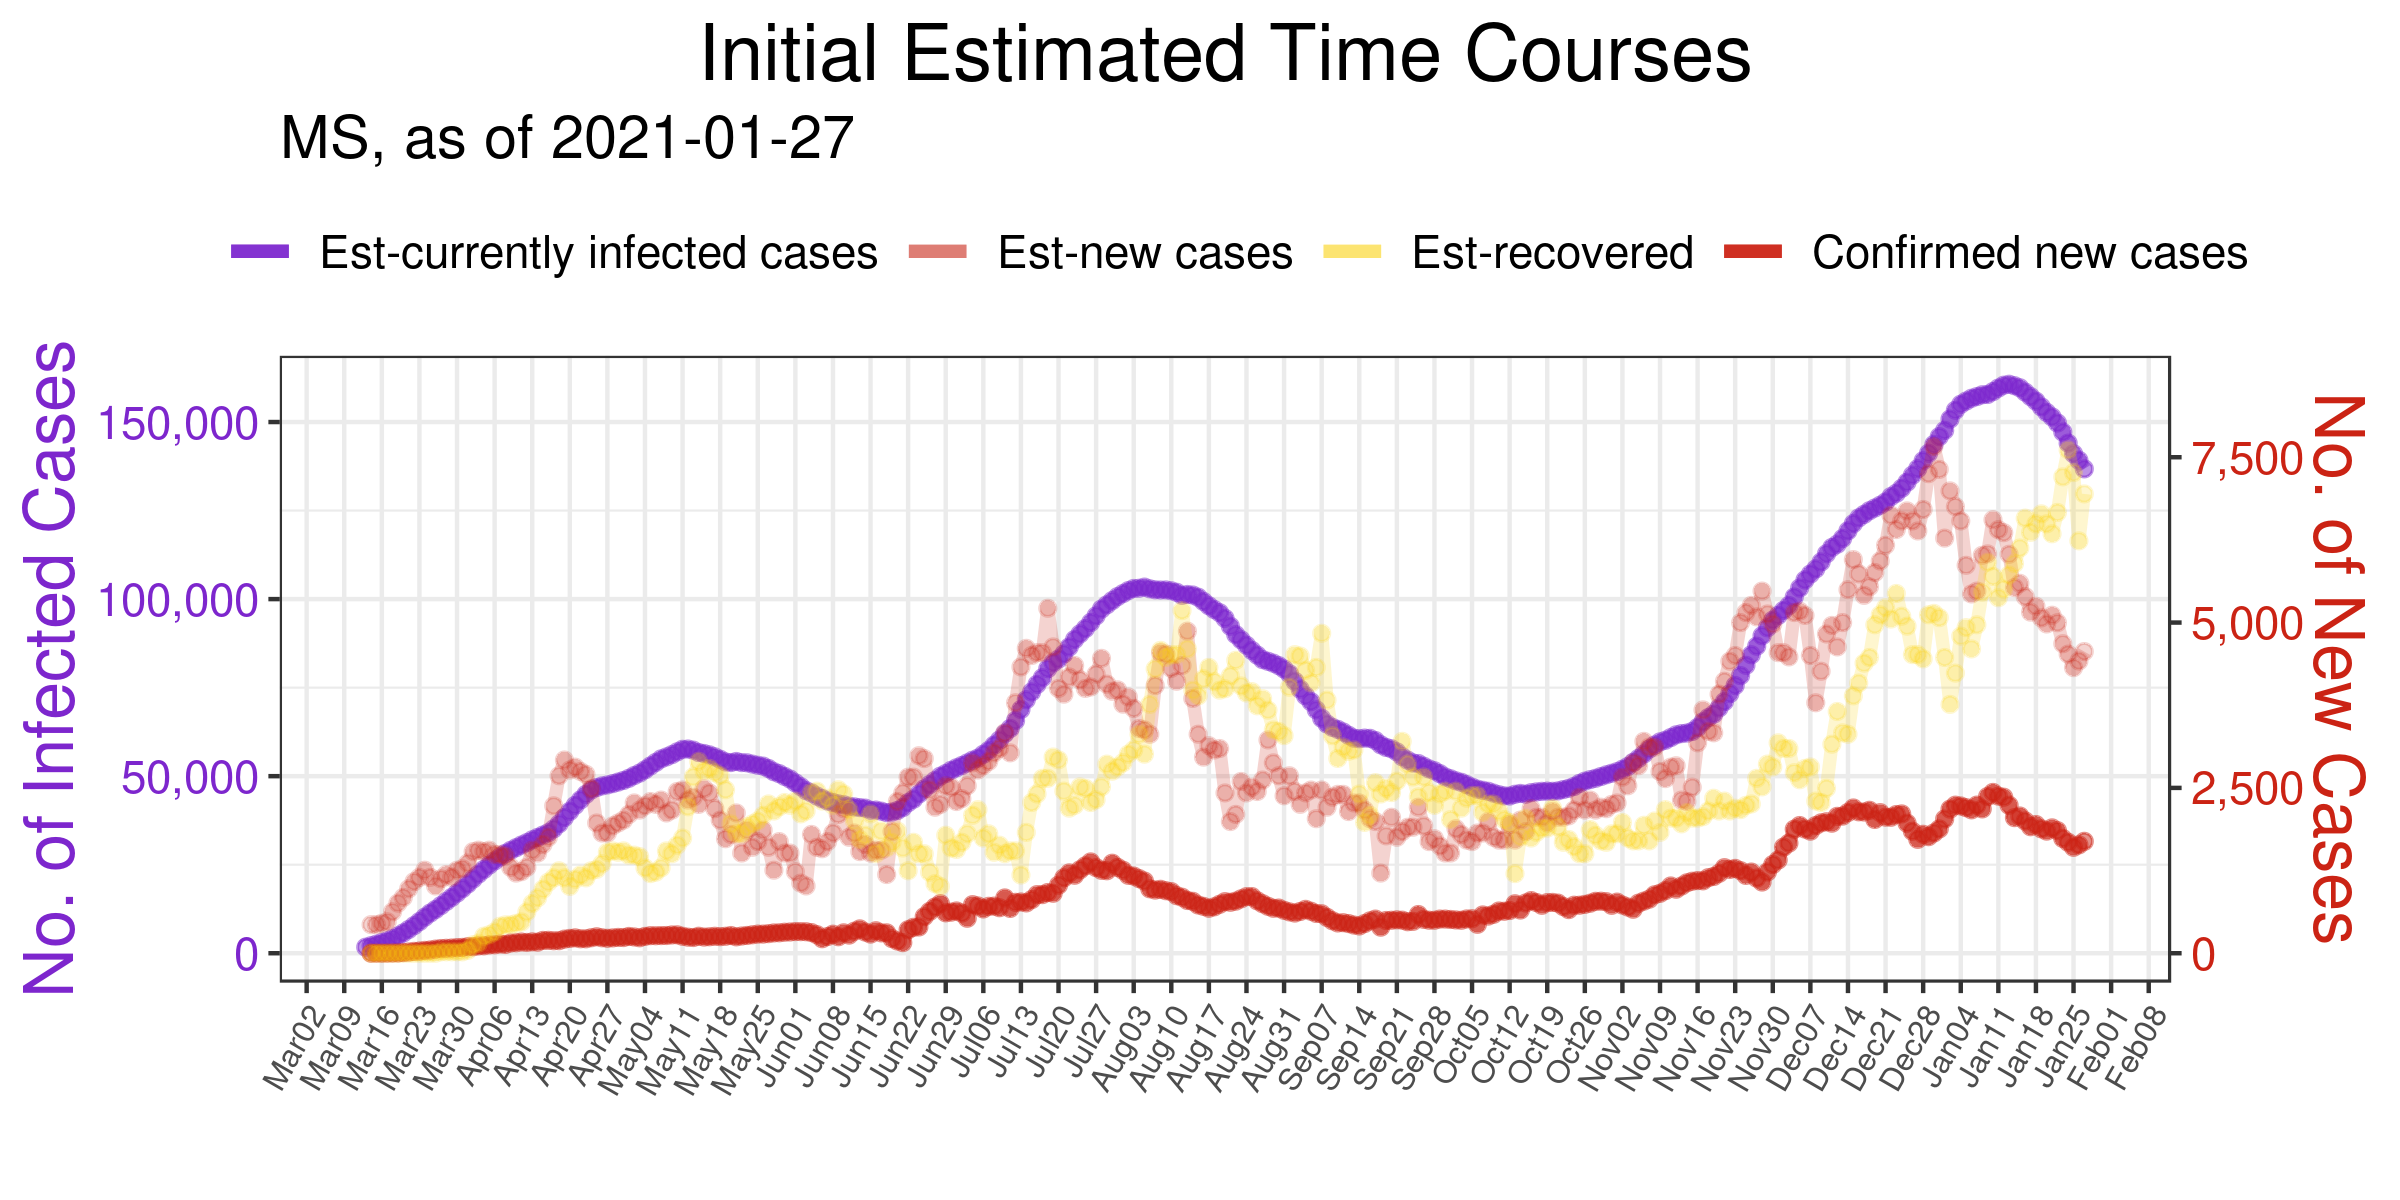 Initial Estimated Time Courses
MS, as of 2021-01-27
Est-currently infected cases Est-new cases Est-recovered Confirmed new cases
No. of Infected Cases
150,000
100,000
50,000
0
7,500
5,000
2,500
0
No. of New Cases
Mar02 Mar09 Mar16 Mar23 Mar30 Apr06 Apr13 Apr20 Apr27 May04 May11 May18 May25 Jun01 Jun08 Jun15 Jun22 Jun29 Jul06 Jul13 Jul20 Jul27 Aug03 Aug10 Aug17 Aug24 Aug31 Sep07 Sep14 Sep21 Sep28 Oct05 Oct12 Oct19 Oct26 Nov02 Nov09 Nov16 Nov23 Nov30 Dec07 Dec14 Dec21 Dec28 Jan04 Jan11 Jan18 Jan25 Feb01 Feb08